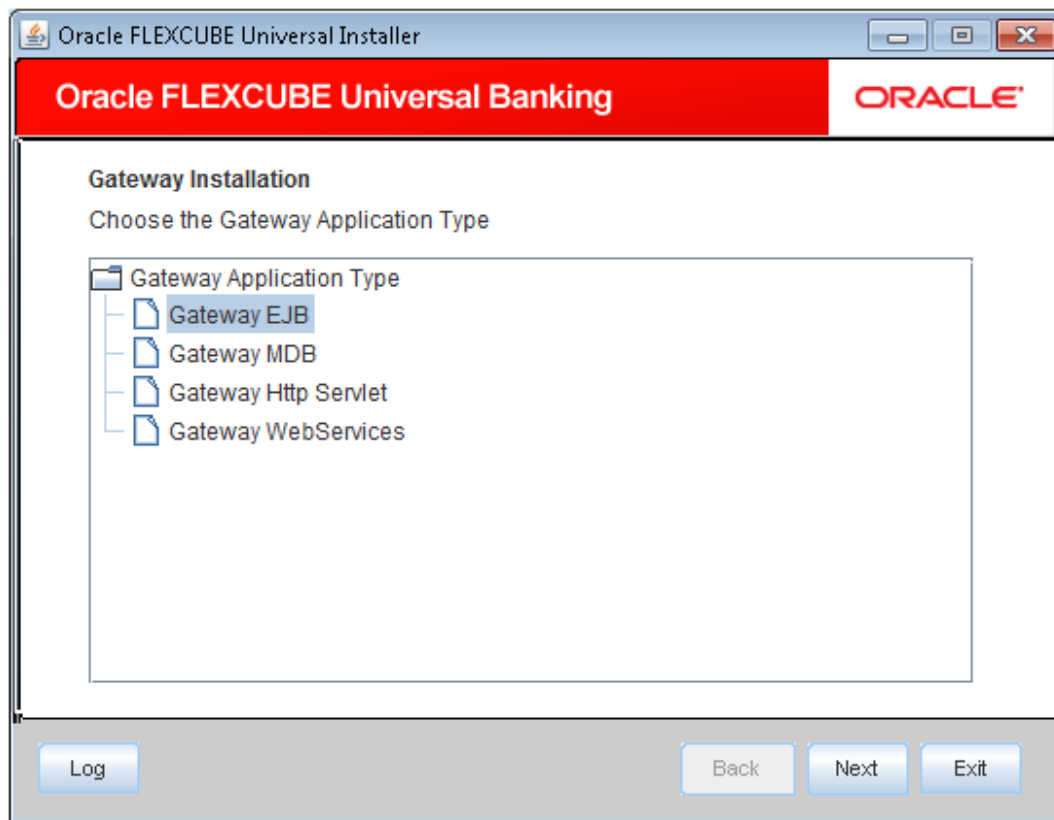 Oracle FLEXCUBE Universal Installer
Oracle FLEXCUBE Universal Banking
ORACLE
Gateway Installation
Choose the Gateway Application Type
Gateway Application Type
Gateway EJB
Gateway MDB
Gateway Http Servlet
Gateway WebServices
Log
Back
Next
Exit